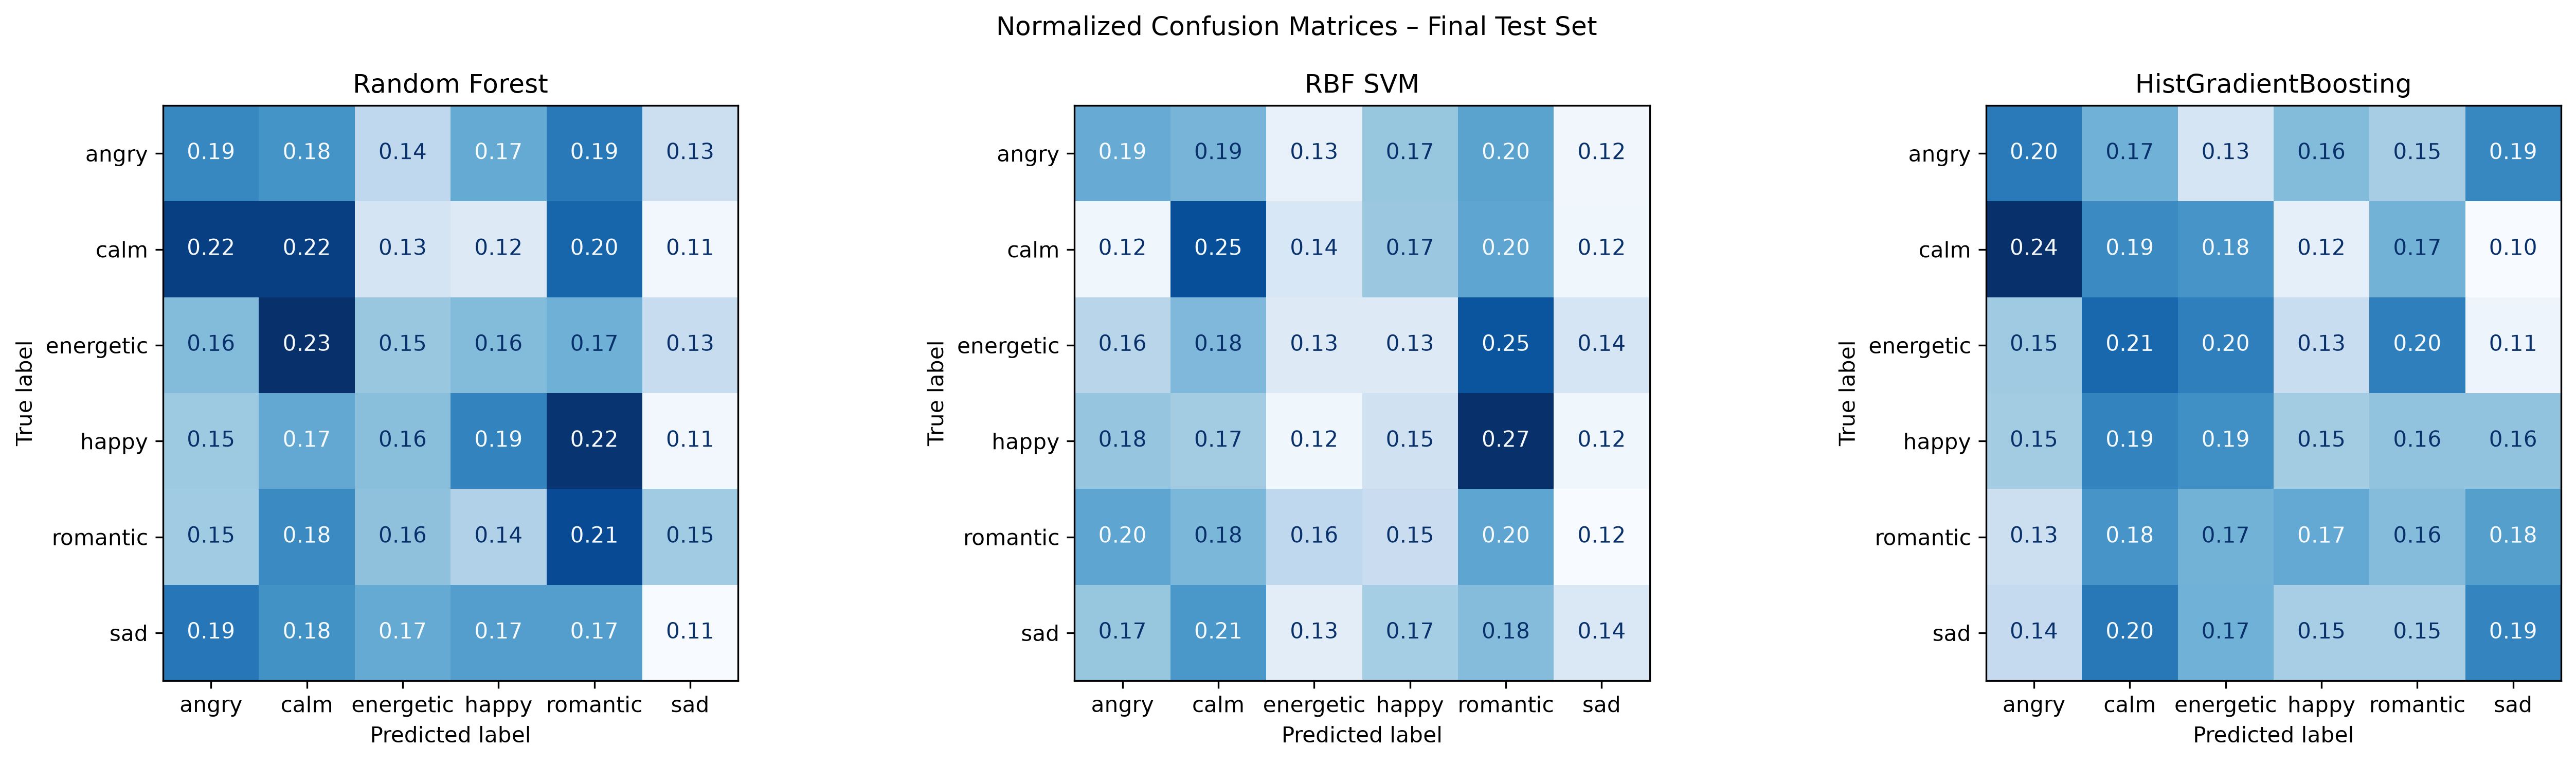 Normalized Confusion Matrices – Final Test Set
Random Forest
True label
angry 0.19 0.18 0.14 0.17 0.19 0.13
calm 0.22 0.22 0.13 0.12 0.20 0.11
energetic 0.16 0.23 0.15 0.16 0.17 0.13
happy 0.15 0.17 0.16 0.19 0.22 0.11
romantic 0.15 0.18 0.16 0.14 0.21 0.15
sad 0.19 0.18 0.17 0.17 0.17 0.11
angry calm energetic happy romantic sad
Predicted label
RBF SVM
True label
angry 0.19 0.19 0.13 0.17 0.20 0.12
calm 0.12 0.25 0.14 0.17 0.20 0.12
energetic 0.16 0.18 0.13 0.13 0.25 0.14
happy 0.18 0.17 0.12 0.15 0.27 0.12
romantic 0.20 0.18 0.16 0.15 0.20 0.12
sad 0.17 0.21 0.13 0.17 0.18 0.14
angry calm energetic happy romantic sad
Predicted label
HistGradientBoosting
True label
angry 0.20 0.17 0.13 0.16 0.15 0.19
calm 0.24 0.19 0.18 0.12 0.17 0.10
energetic 0.15 0.21 0.20 0.13 0.20 0.11
happy 0.15 0.19 0.19 0.15 0.16 0.16
romantic 0.13 0.18 0.17 0.17 0.16 0.18
sad 0.14 0.20 0.17 0.15 0.15 0.19
angry calm energetic happy romantic sad
Predicted label